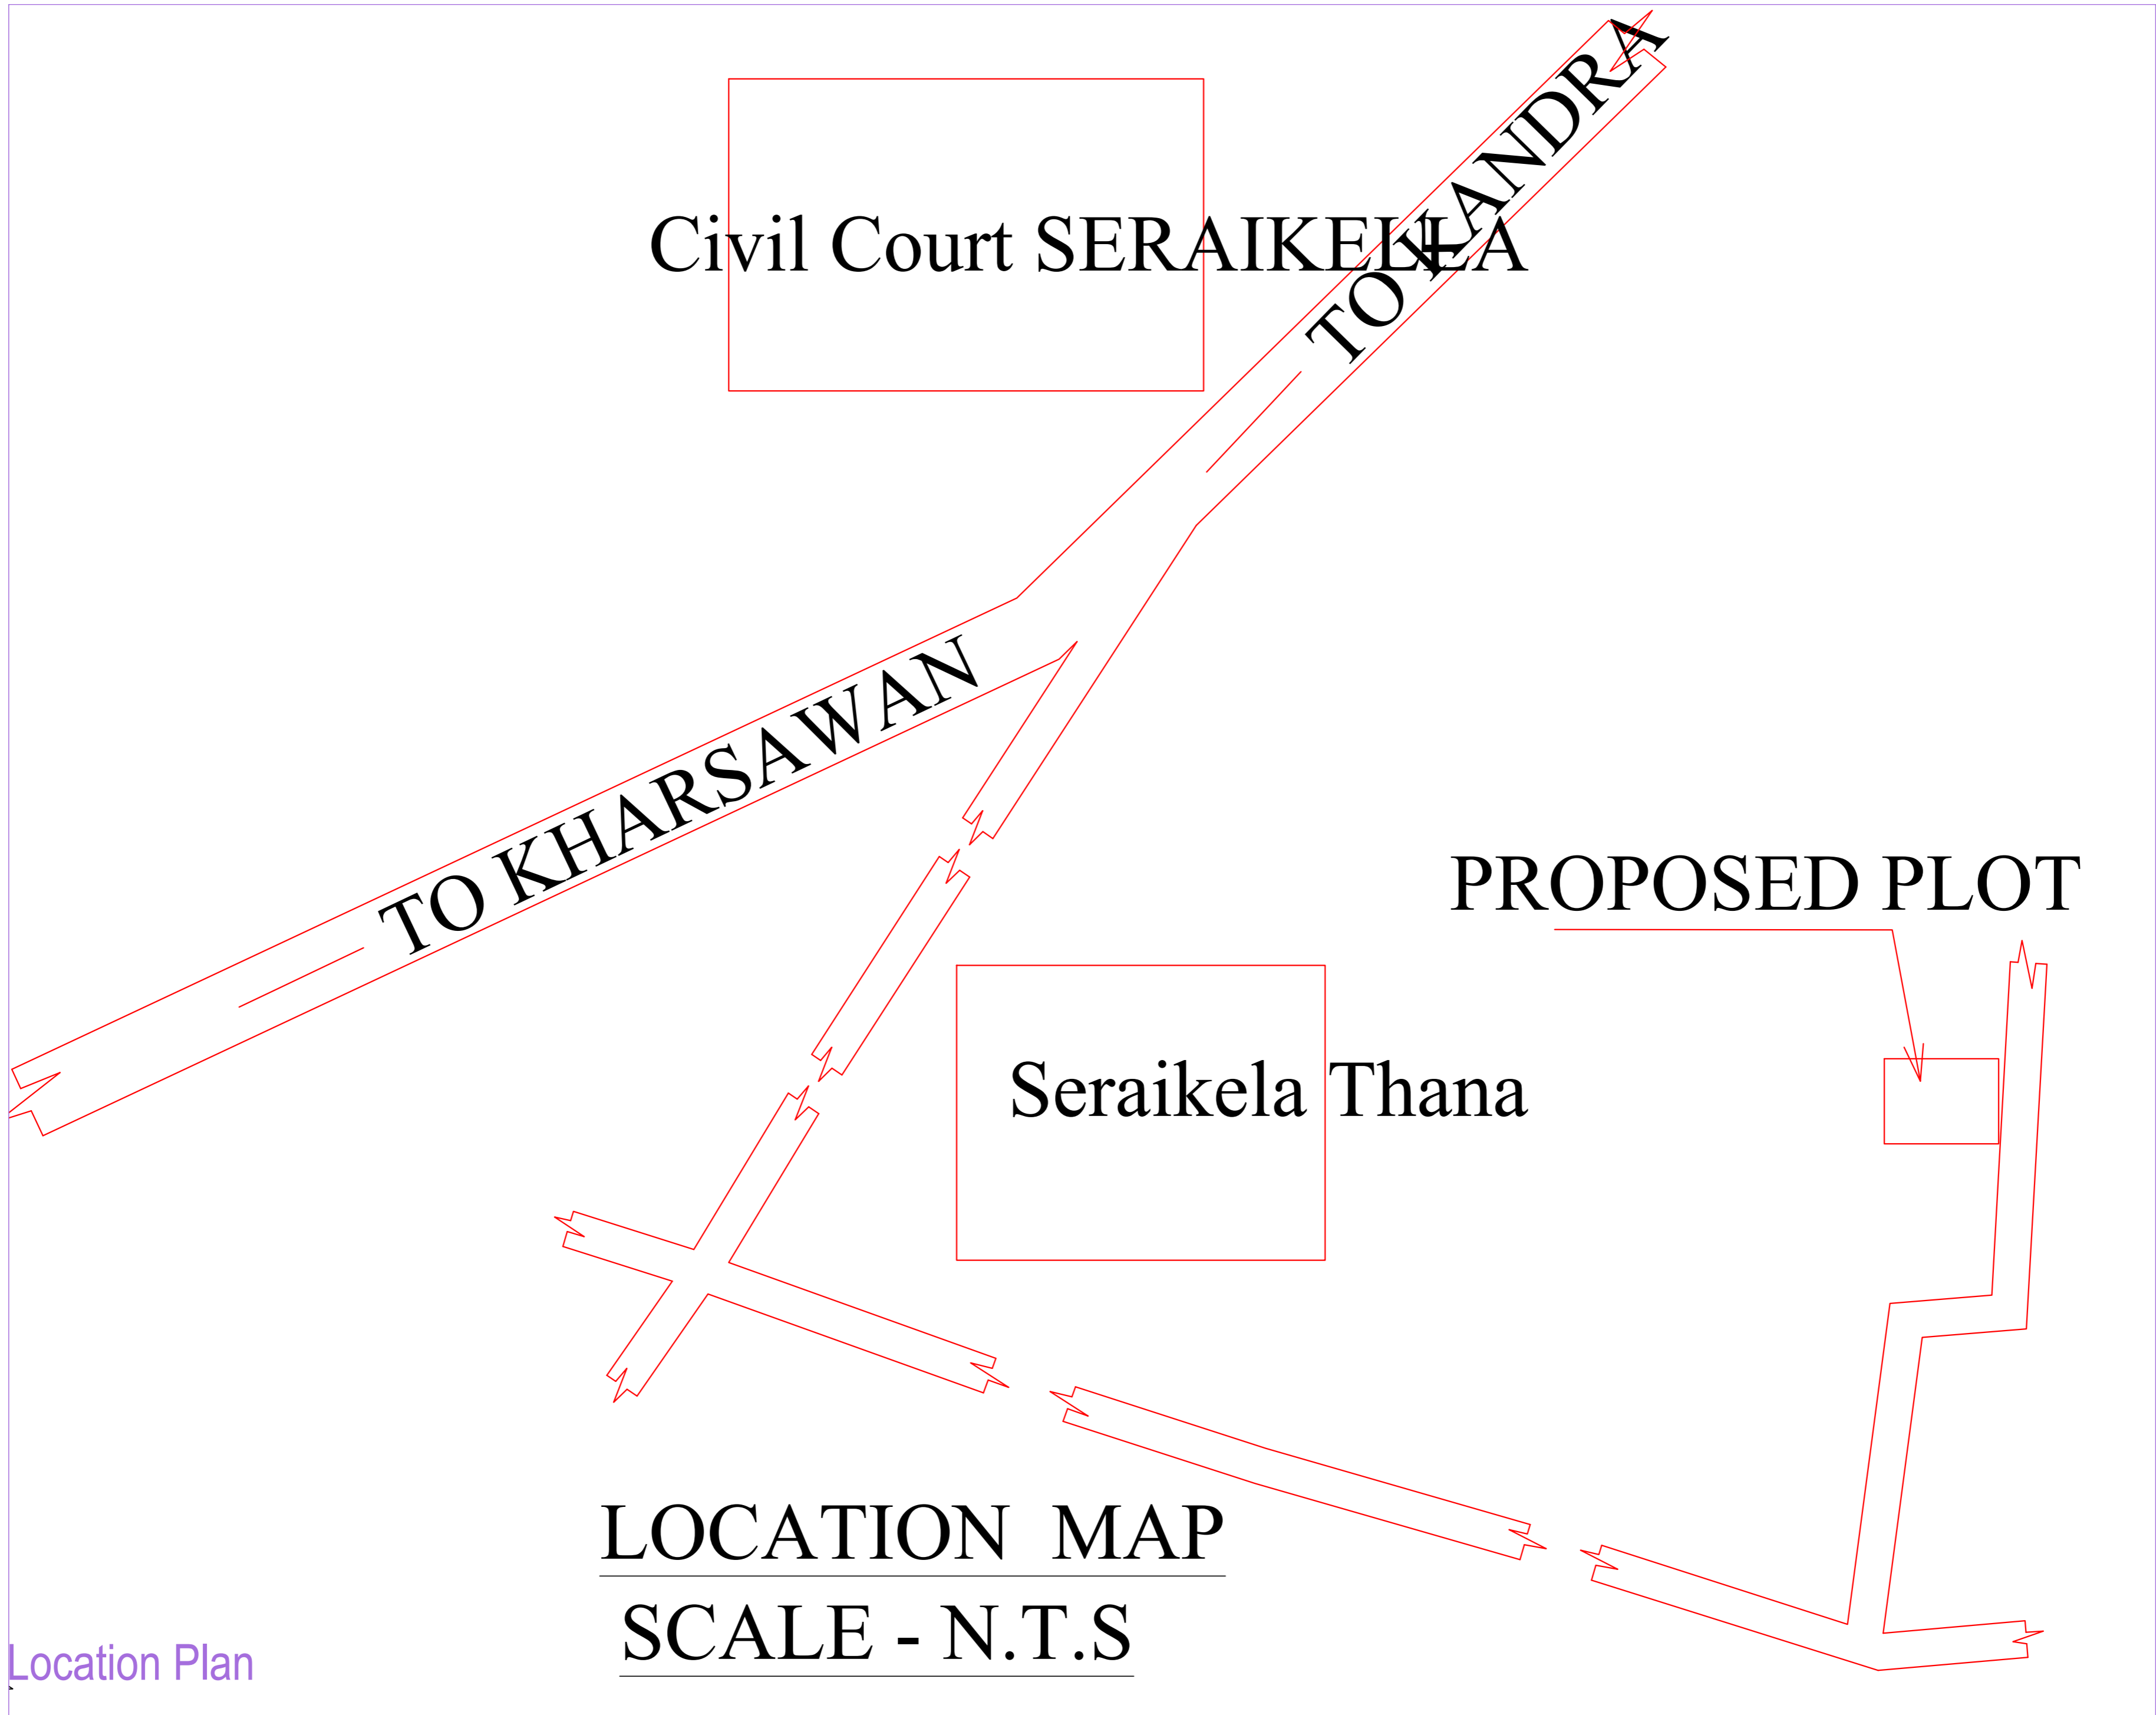 Civil Court SERAIKELLA
TO KANDRA
TO KHARSAWAN
PROPOSED PLOT
Seraikela Thana
LOCATION MAP
SCALE - N.T.S
Location Plan